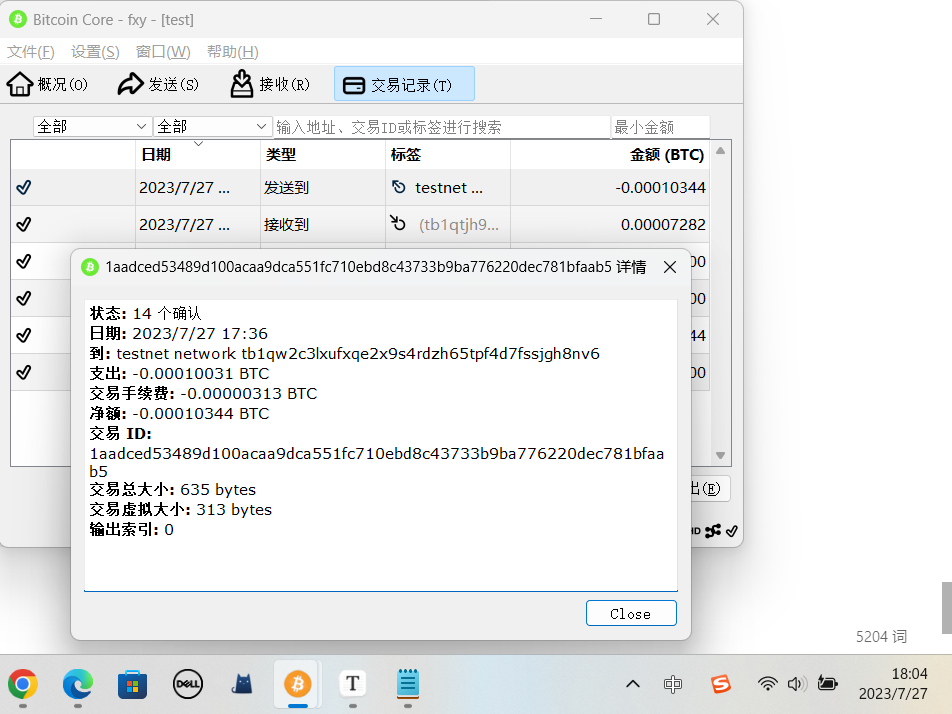 Bitcoin Core - fxy - [test]
文件(F) 设置(S) 窗口(W) 帮助(H)
概况(O) 发送(S) 接收(R) 交易记录(T)
全部 全部 输入地址、交易ID或标签进行搜索 最小金额
日期 类型 标签 金额 (BTC)
2023/7/27 ... 发送到 testnet ... -0.00010344
2023/7/27 ... 接收到 (tb1qtjh9... 0.00007282
1aadced53489d100acaa9dca551fc710ebd8c43733b9ba776220dec781bfaab5 详情
00
00
44
00
状态: 14 个确认
日期: 2023/7/27 17:36
到: testnet network tb1qw2c3lxufxqe2x9s4rdzh65tpf4d7fssjgh8nv6
支出: -0.00010031 BTC
交易手续费: -0.00000313 BTC
净额: -0.00010344 BTC
交易 ID:
1aadced53489d100acaa9dca551fc710ebd8c43733b9ba776220dec781bfaa
b5
交易总大小: 635 bytes
交易虚拟大小: 313 bytes
输出索引: 0
出(E)
HD
Close
5204 词
DELL
T
中
S
18:04
2023/7/27